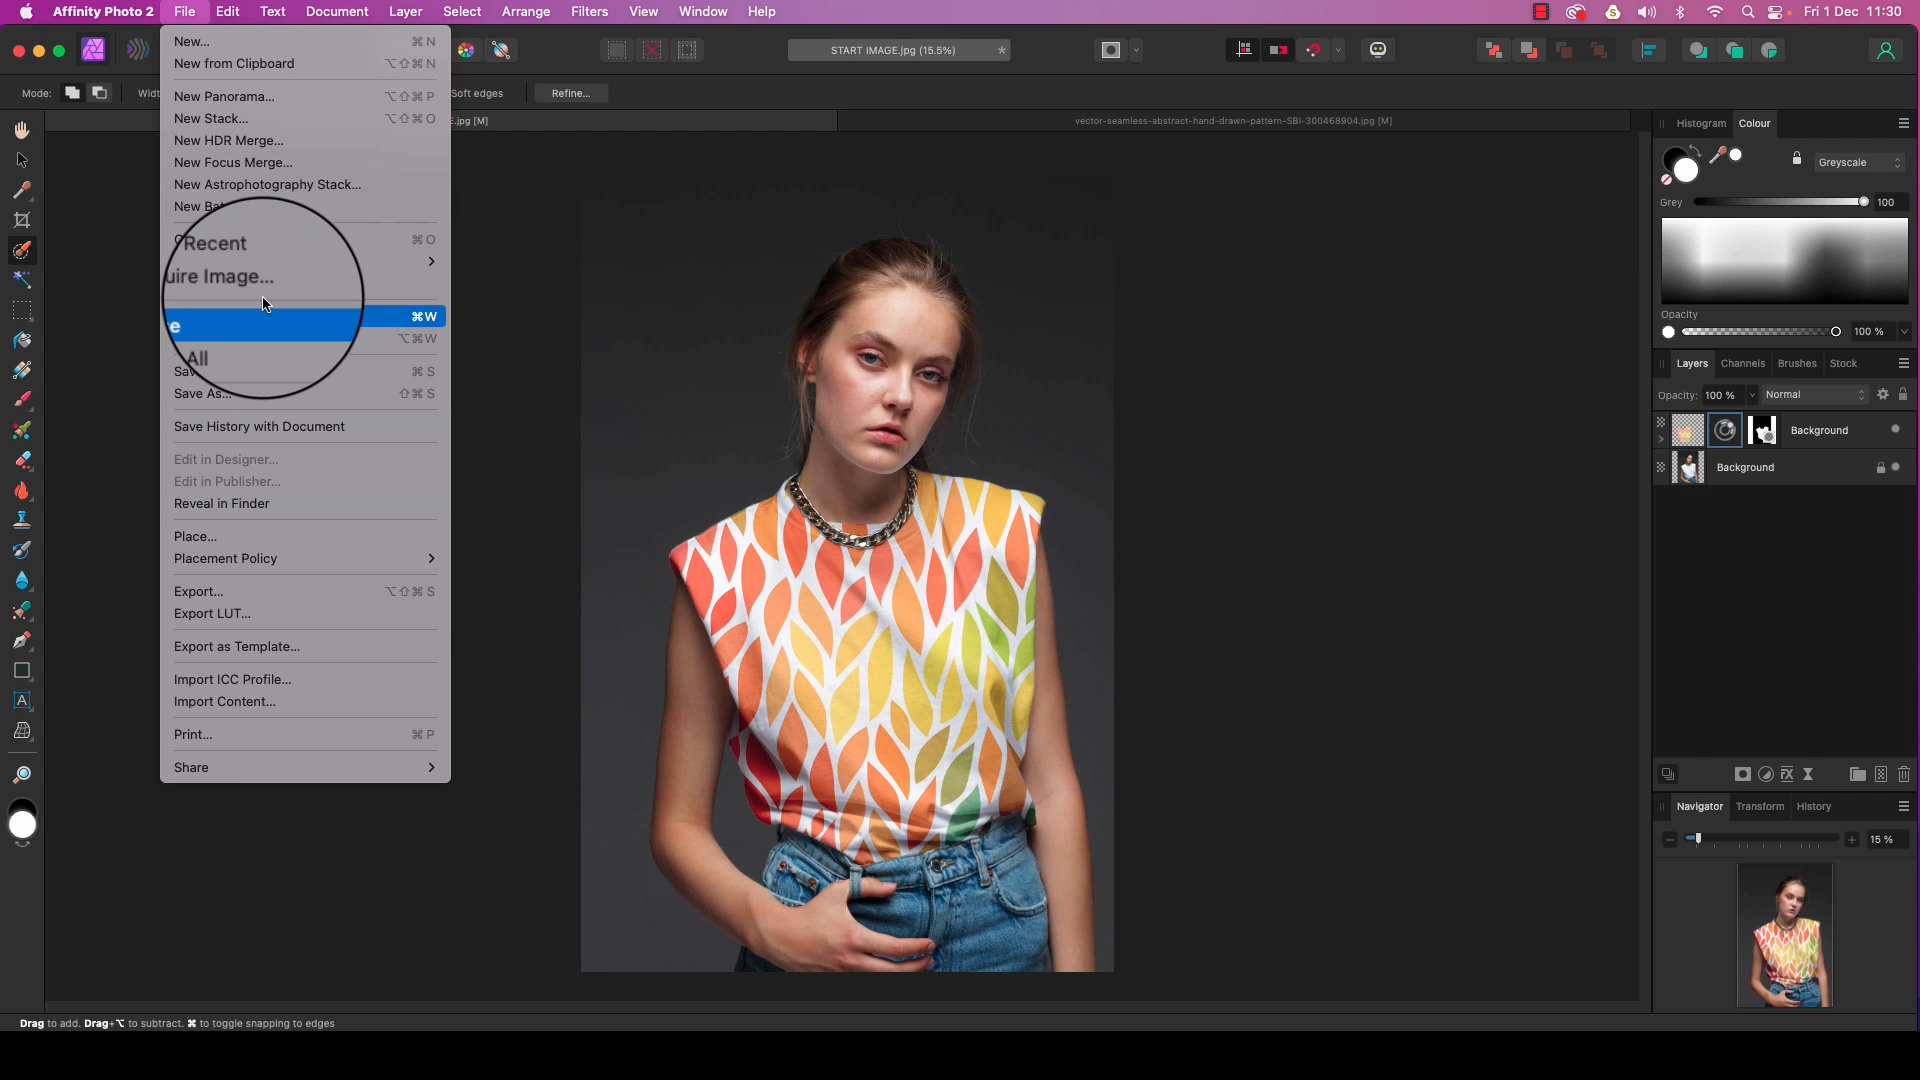 Affinity Photo 2 File Edit Text Document Layer Select Arrange Filters View Window Help Fri 1 Dec 11:30
START IMAGE.jpg (15.5%) *
Mode: Soft edges Refine...
.jpg [M] vector-seamless-abstract-hand-drawn-pattern-SBI-300468904.jpg [M]
New... ⌘ N
New from Clipboard ⌥⇧⌘ N
New Panorama... ⌥⇧⌘ P
New Stack... ⌥⇧⌘ O
New HDR Merge...
New Focus Merge...
New Astrophotography Stack...
New
⌘ O
Recent
Image...
⌘W
All ⌥⌘W
⌘ S
Save As... ⇧⌘ S
Save History with Document
Edit in Designer...
Edit in Publisher...
Reveal in Finder
Place...
Placement Policy
Export... ⌥⇧⌘ S
Export LUT...
Export as Template...
Import ICC Profile...
Import Content...
Print... ⌘ P
Share
Histogram Colour
Greyscale
Grey 100
Opacity
100 %
Layers Channels Brushes Stock
Opacity: 100 % Normal
Background
Background
Navigator Transform History
15 %
Drag to add. Drag+⌥ to subtract. ⌘ to toggle snapping to edges